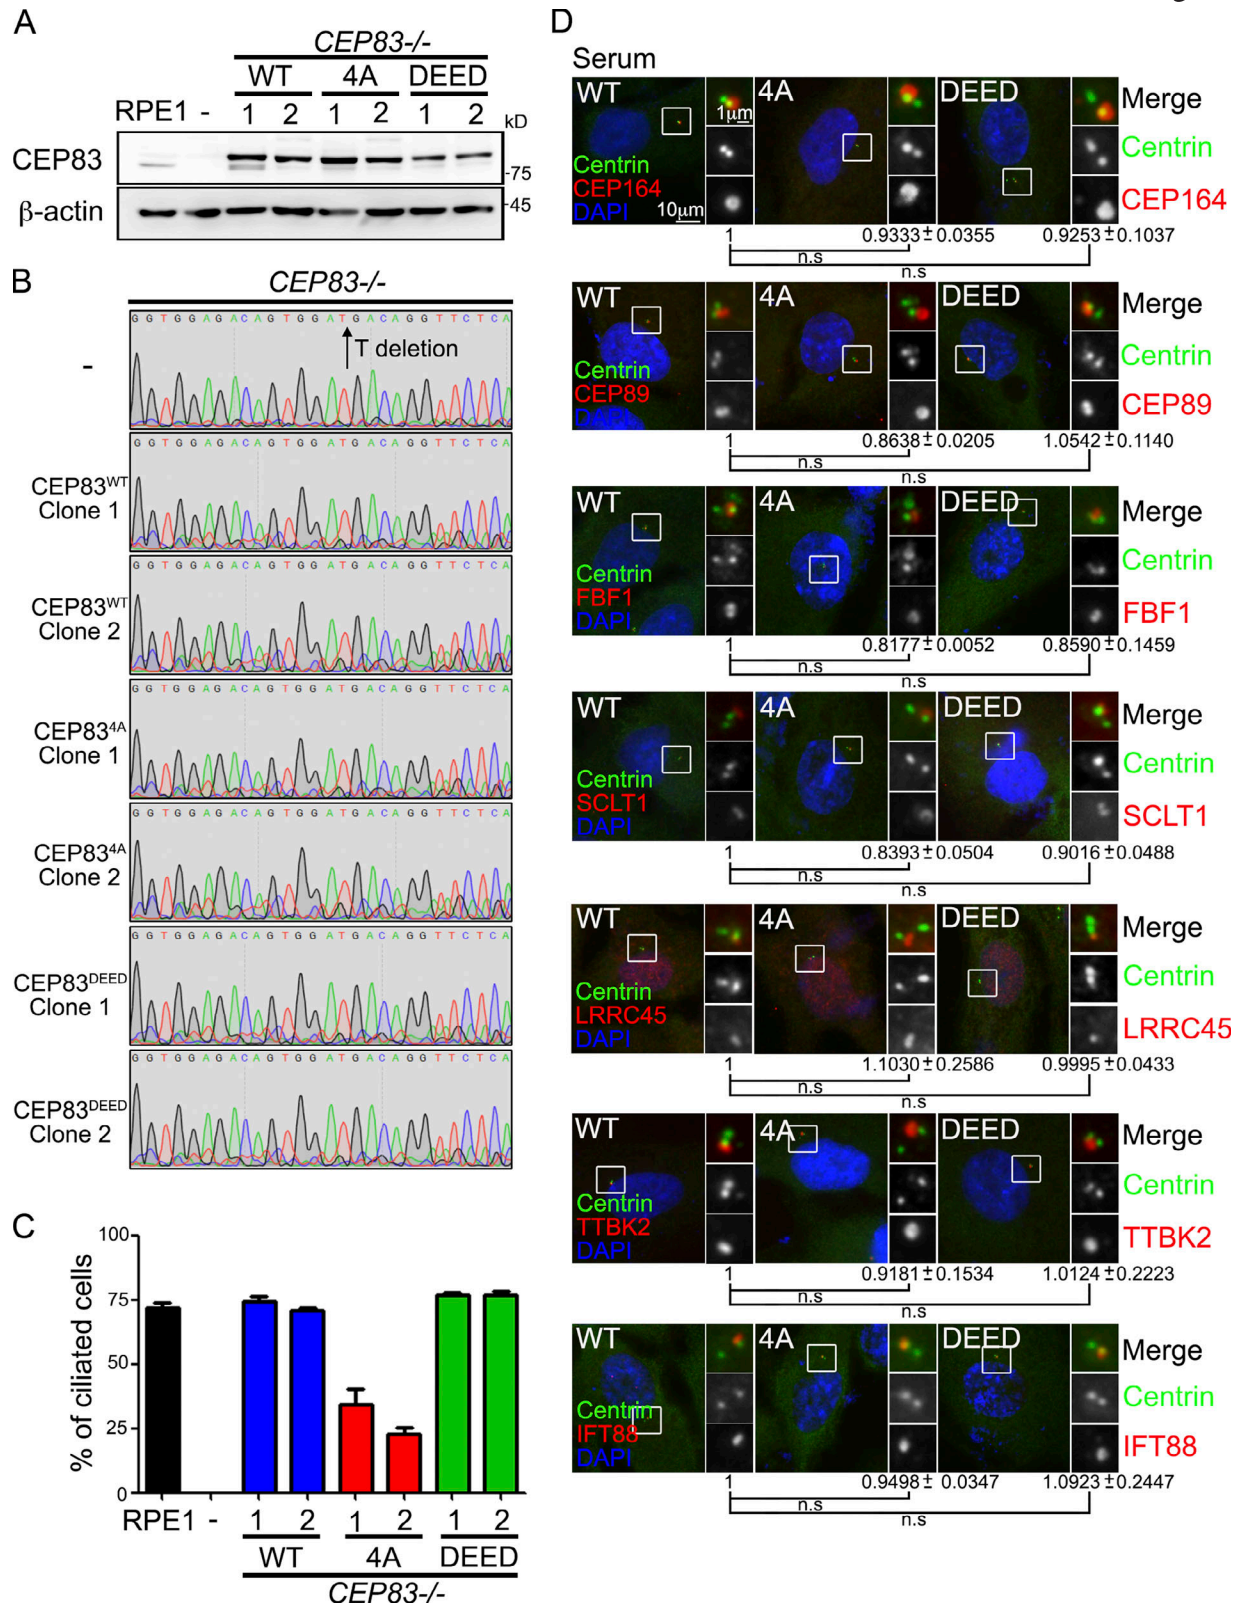 A
CEP83-/-
WT 4A DEED
RPE1 - 1 2 1 2 1 2 kD
CEP83
-75
β-actin
-45
B
CEP83-/-
G G T G G A G A C A G T G G A T G A C A G G T T C T C A
T deletion
-
G G T G G A G A C A G T G G A T G A C A G G T T C T C A
CEP83WT
Clone 1
G G T G G A G A C A G T G G A T G A C A G G T T C T C A
CEP83WT
Clone 2
G G T G G A G A C A G T G G A T G A C A G G T T C T C A
CEP834A
Clone 1
G G T G G A G A C A G T G G A T G A C A G G T T C T C A
CEP834A
Clone 2
G G T G G A G A C A G T G G A T G A C A G G T T C T C A
CEP83DEED
Clone 1
G G T G G A G A C A G T G G A T G A C A G G T T C T C A
CEP83DEED
Clone 2
C
% of ciliated cells
100
75
50
25
0
RPE1 - 1 2 1 2 1 2
WT 4A DEED
CEP83-/-
D
Serum
WT 4A DEED Merge
1μm
Centrin Centrin
CEP164 CEP164
DAPI 10μm
1 0.9333 ± 0.0355 0.9253 ± 0.1037
n.s
n.s
WT 4A DEED Merge
Centrin Centrin
CEP89 CEP89
DAPI
1 0.8638 ± 0.0205 1.0542 ± 0.1140
n.s
n.s
WT 4A DEED Merge
Centrin Centrin
FBF1 FBF1
DAPI
1 0.8177 ± 0.0052 0.8590 ± 0.1459
n.s
n.s
WT 4A DEED Merge
Centrin Centrin
SCLT1 SCLT1
DAPI
1 0.8393 ± 0.0504 0.9016 ± 0.0488
n.s
n.s
WT 4A DEED Merge
Centrin Centrin
LRRC45 LRRC45
DAPI
1 1.1030 ± 0.2586 0.9995 ± 0.0433
n.s
n.s
WT 4A DEED Merge
Centrin Centrin
TTBK2 TTBK2
DAPI
1 0.9181 ± 0.1534 1.0124 ± 0.2223
n.s
n.s
WT 4A DEED Merge
Centrin Centrin
IFT88 IFT88
DAPI
1 0.9498 ± 0.0347 1.0923 ± 0.2447
n.s
n.s